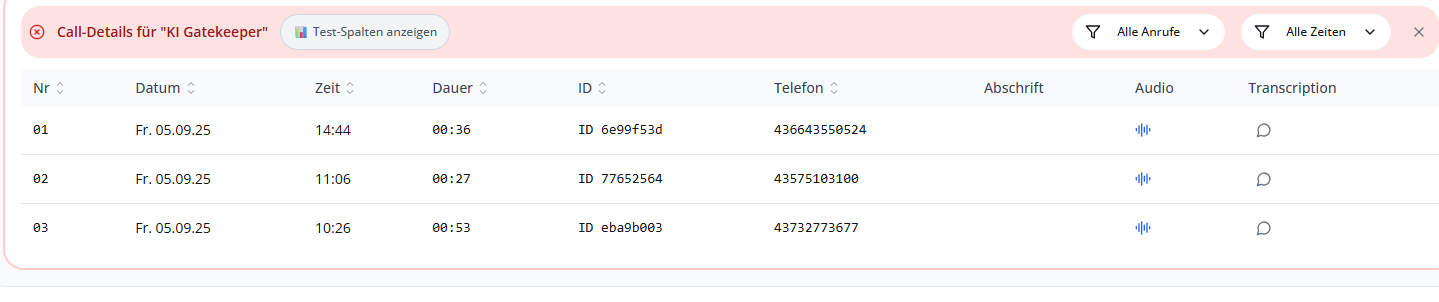 Call-Details für "KI Gatekeeper" Test-Spalten anzeigen Alle Anrufe Alle Zeiten
Nr Datum Zeit Dauer ID Telefon Abschrift Audio Transcription
01 Fr. 05.09.25 14:44 00:36 ID 6e99f53d 436643550524
02 Fr. 05.09.25 11:06 00:27 ID 77652564 43575103100
03 Fr. 05.09.25 10:26 00:53 ID eba9b003 43732773677